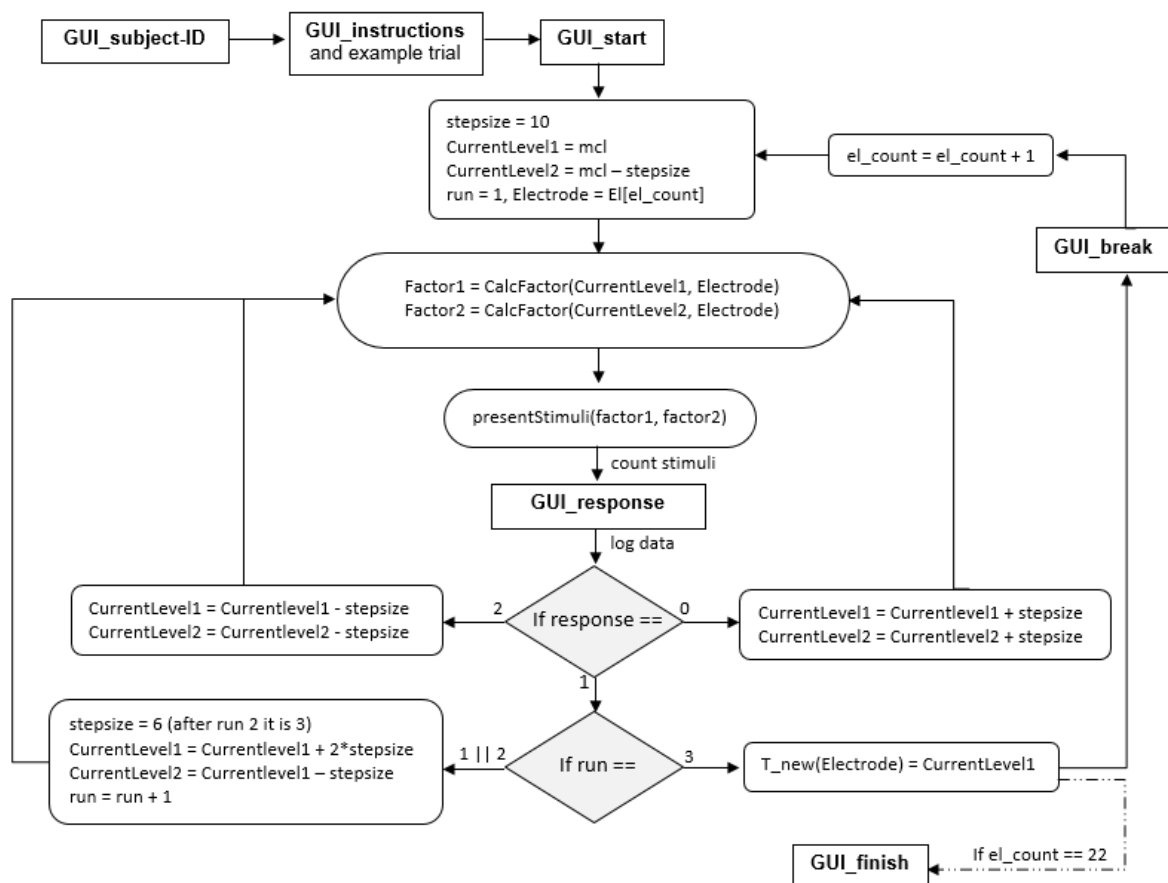 GUI_subject-ID
GUI_instructions
and example trial
GUI_start
stepsize = 10
CurrentLevel1 = mcl
CurrentLevel2 = mcl – stepsize
run = 1, Electrode = El[el_count]
el_count = el_count + 1
GUI_break
Factor1 = CalcFactor(CurrentLevel1, Electrode)
Factor2 = CalcFactor(CurrentLevel2, Electrode)
presentStimuli(factor1, factor2)
count stimuli
GUI_response
log data
CurrentLevel1 = Currentlevel1 - stepsize
CurrentLevel2 = Currentlevel2 - stepsize
2
If response ==
0
CurrentLevel1 = Currentlevel1 + stepsize
CurrentLevel2 = Currentlevel2 + stepsize
1
stepsize = 6 (after run 2 it is 3)
CurrentLevel1 = Currentlevel1 + 2*stepsize
CurrentLevel2 = Currentlevel1 – stepsize
run = run + 1
1 || 2
If run ==
3
T_new(Electrode) = CurrentLevel1
If el_count == 22
GUI_finish